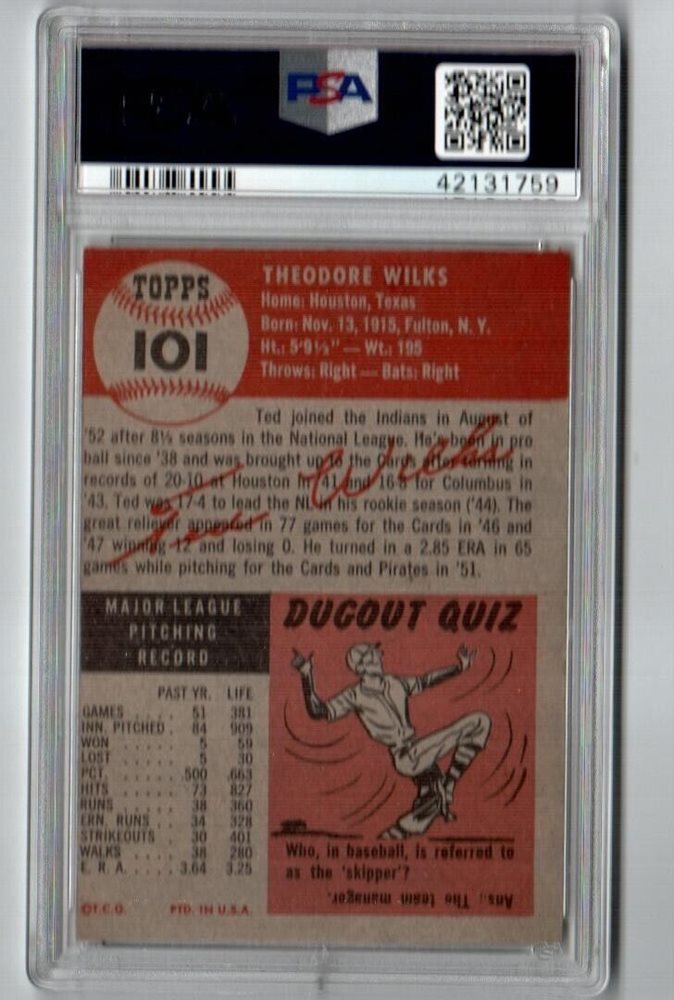 PSA
42131759
TOPPS
101
THEODORE WILKS
Home: Houston, Texas
Born: Nov. 13, 1915, Fulton, N. Y.
Ht.: 5'9½" — Wt.: 195
Throws: Right — Bats: Right
Ted joined the Indians in August of
'52 after 8½ seasons in the National League. He's been in pro
ball since '38 and was brought up to the Cards after turning in
records of 20-10 at Houston in '41 and 16-8 for Columbus in
'43. Ted was 17-4 to lead the NL in his rookie season ('44). The
great reliever appeared in 77 games for the Cards in '46 and
'47 winning 12 and losing 0. He turned in a 2.85 ERA in 65
games while pitching for the Cards and Pirates in '51.
Ted Wilks
MAJOR LEAGUE
PITCHING
RECORD
PAST YR. LIFE
GAMES . . . . . 51 381
INN. PITCHED . 84 909
WON . . . . . 5 59
LOST . . . . . 5 30
PCT. . . . . . .500 .663
HITS . . . . . 73 827
RUNS . . . . . 38 360
ERN. RUNS . . 34 328
STRIKEOUTS . 30 401
WALKS . . . . 38 280
E. R. A. . . . . 3.64 3.25
©T.C.G. PTD. IN U.S.A.
DUGOUT QUIZ
Who, in baseball, is referred to
as the 'skipper'?
Ans.: The team manager.